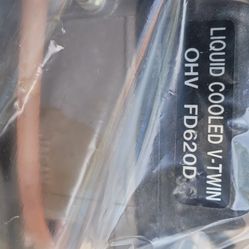 LIQUID COOLED V-TWIN
OHV FD620D